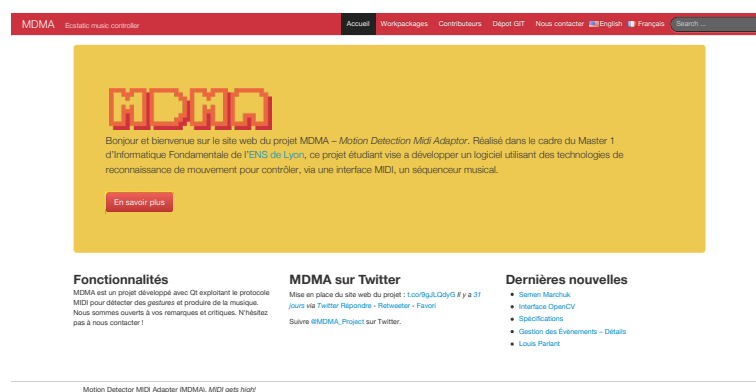 MDMA Ecstatic music controller Accueil Workpackages Contributeurs Dépot GIT Nous contacter English Français Search ...
MDMA
Bonjour et bienvenue sur le site web du projet MDMA – Motion Detection Midi Adaptor. Réalisé dans le cadre du Master 1
d'Informatique Fondamentale de l'ENS de Lyon, ce projet étudiant vise a développer un logiciel utilisant des technologies de
reconnaissance de mouvement pour contrôler, via une interface MIDI, un séquenceur musical.
En savoir plus
Fonctionnalités
MDMA est un projet développé avec Qt exploitant le protocole
MIDI pour détecter des gestures et produire de la musique.
Nous sommes ouverts à vos remarques et critiques. N'hésitez
pas à nous contacter !
MDMA sur Twitter
Mise en place du site web du projet : t.co/9gJLQdyG Il y a 31
jours via Twitter Répondre - Retweeter - Favori
Suivre @MDMA_Project sur Twitter.
Dernières nouvelles
Semen Marchuk
Interface OpenCV
Spécifications
Gestion des Évènements – Détails
Louis Parlant
Motion Detector MIDI Adapter (MDMA). MIDI gets high!